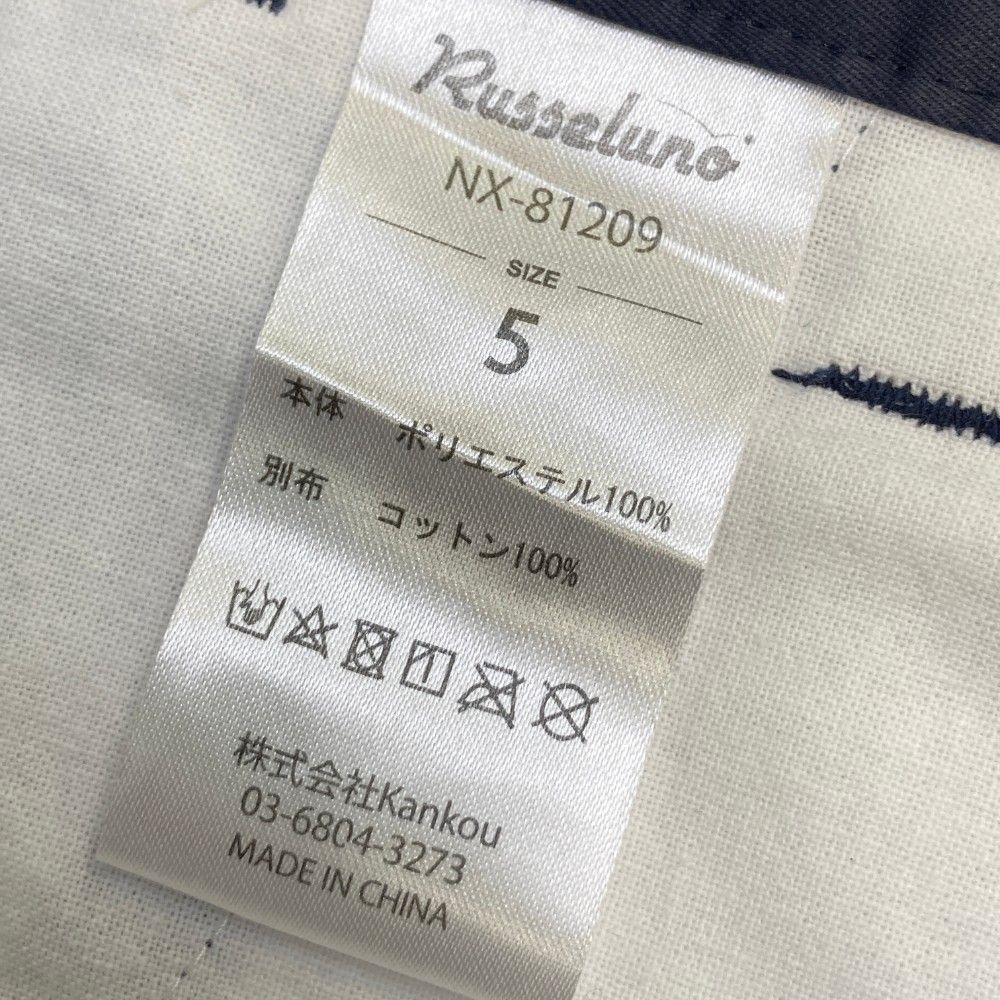 Russeluno
NX-81209
SIZE
5
本体 ポリエステル100%
別布 コットン100%
株式会社Kankou
03-6804-3273
MADE IN CHINA